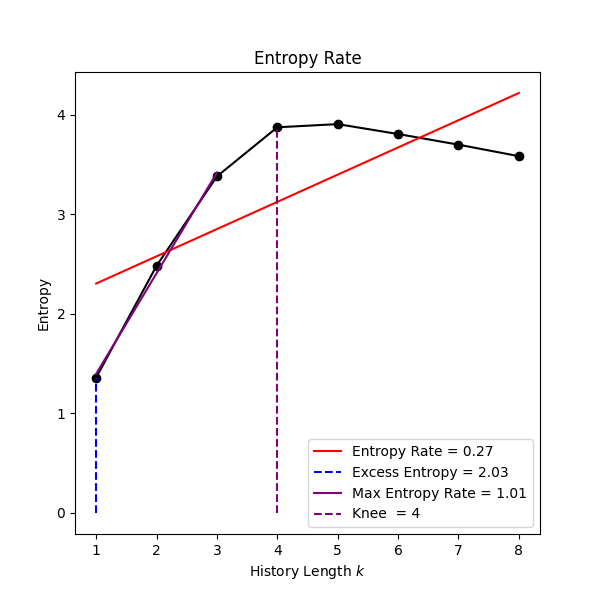 Entropy Rate
Entropy
4
3
2
1
0
1 2 3 4 5 6 7 8
History Length k
Entropy Rate = 0.27
Excess Entropy = 2.03
Max Entropy Rate = 1.01
Knee  = 4